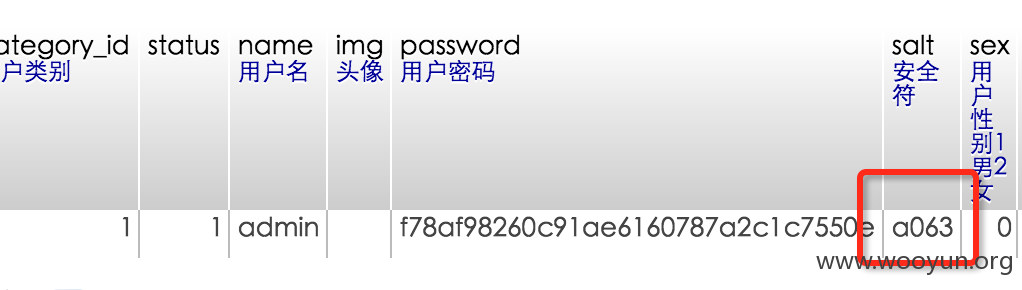 ategory_id status name img password salt sex
户类别 用户名 头像 用户密码 安全符 用户性别1男2女
1 1 admin f78af98260c91ae6160787a2c1c7550e a063 0
www.wooyun.org